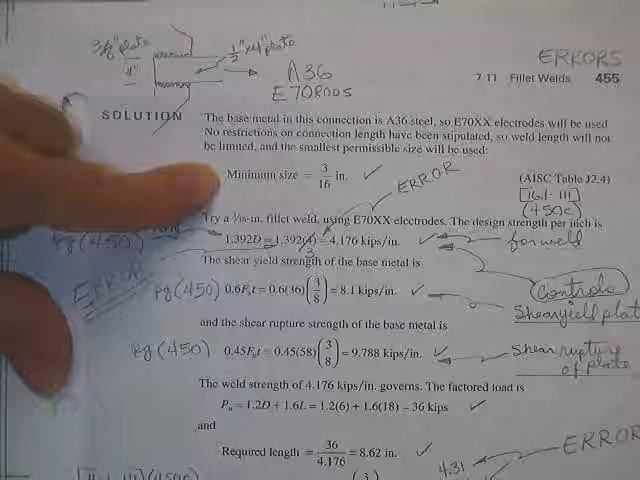 3/8" plate
1/2"x4" plate
4"
A36
E70RODS
ERRORS
7.11 Fillet Welds 455
SOLUTION
The base metal in this connection is A36 steel, so E70XX electrodes will be used
No restrictions on connection length have been stipulated, so weld length will not
be limited, and the smallest permissible size will be used:
Minimum size = 3/16 in. ✓
(AISC Table J2.4)
[16.1-111]
(450c)
ERROR
Try a 3/16-in. fillet weld, using E70XX electrodes. The design strength per inch is
pg(450)
1.392D = 1.392(4) = 4.176 kips/in. ✓
3
for weld
The shear yield strength of the base metal is
ERROR
pg(450) 0.6Fyt = 0.6(36)(3/8) = 8.1 kips/in. ✓
Controls
Shear yield plate
and the shear rupture strength of the base metal is
pg(450) 0.45Fut = 0.45(58)(3/8) = 9.788 kips/in. ✓
Shear rupture
of plate
The weld strength of 4.176 kips/in. governs. The factored load is
Pu = 1.2D + 1.6L = 1.2(6) + 1.6(18) = 36 kips ✓
and
Required length = 36/4.176 = 8.62 in. ✓
ERROR
4.31